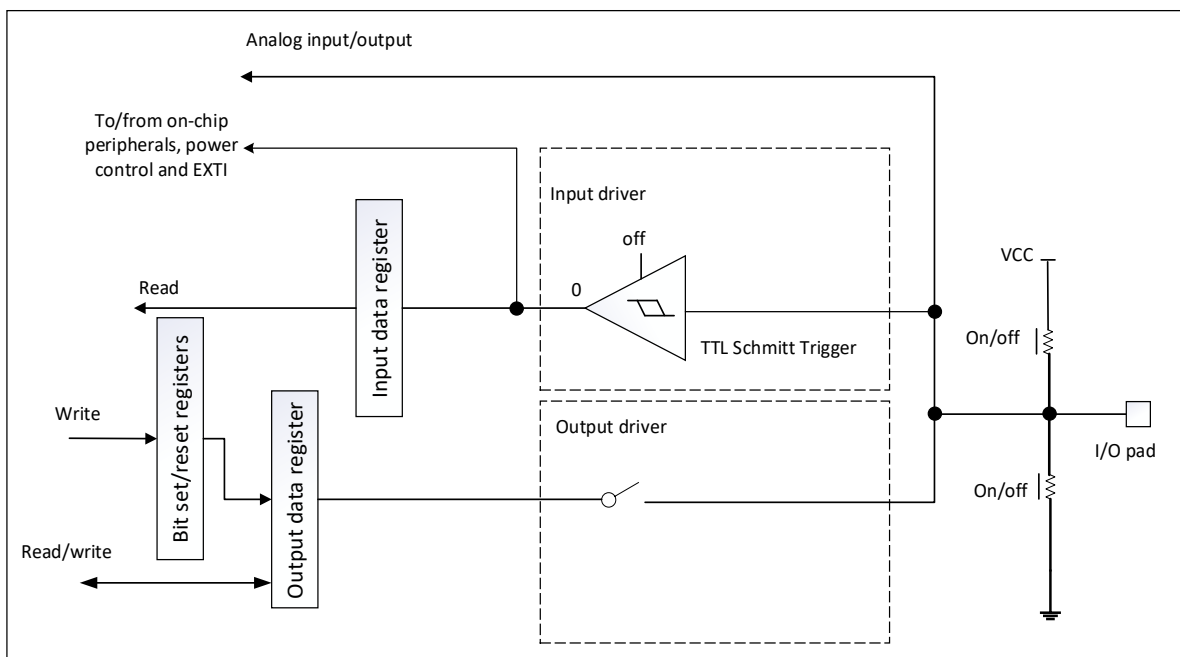 Analog input/output
To/from on-chip
peripherals, power
control and EXTI
Input driver
off
VCC
0
Read
Input data register
TTL Schmitt Trigger
On/off
Bit set/reset registers
Write
Output data register
Output driver
I/O pad
On/off
Read/write